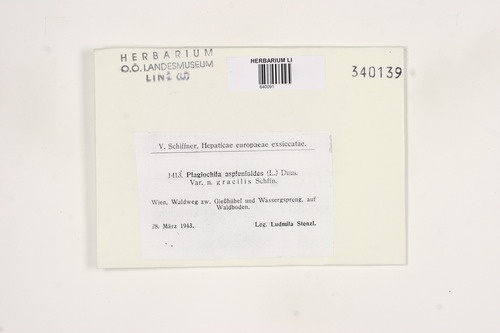 HERBARIUM
O.Ö. LANDESMUSEUM
LINZ
HERBARIUM LI
340139
V. Schiffner, Hepaticae europaeae exsiccatae.
1413. Plagiochila asplenioides (L.) Dum.
Var. n. gracilis Schffn.
Wien, Waldweg zw. Gießhübel und Wassergspreng, auf
Waldboden.
28. März 1943. Leg. Ludmila Stenzl.